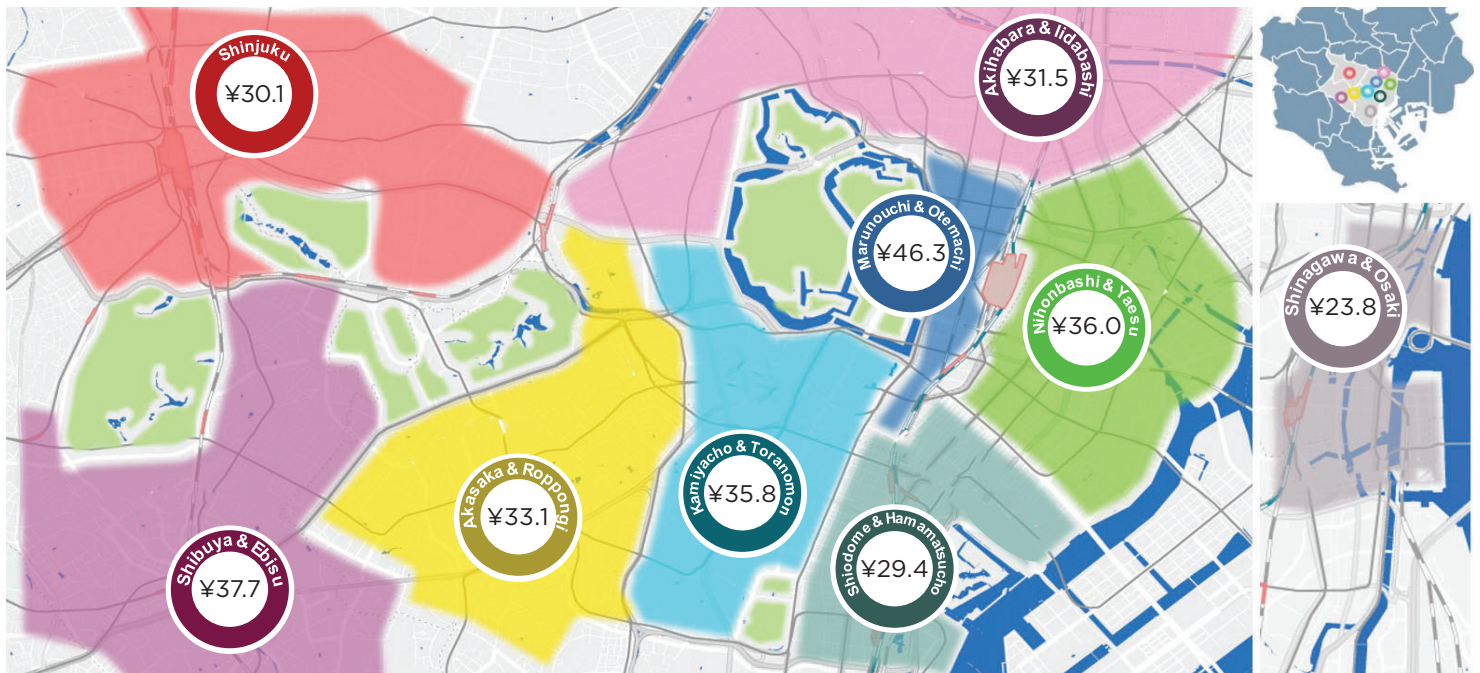 Shinjuku
¥30.1
Akihabara & Iidabashi
¥31.5
Marunouchi & Otemachi
¥46.3
Nihonbashi & Yaesu
¥36.0
Shinagawa & Osaki
¥23.8
Akasaka & Roppongi
¥33.1
Kamiyacho & Toranomon
¥35.8
Shibuya & Ebisu
¥37.7
Shiodome & Hamamatsucho
¥29.4